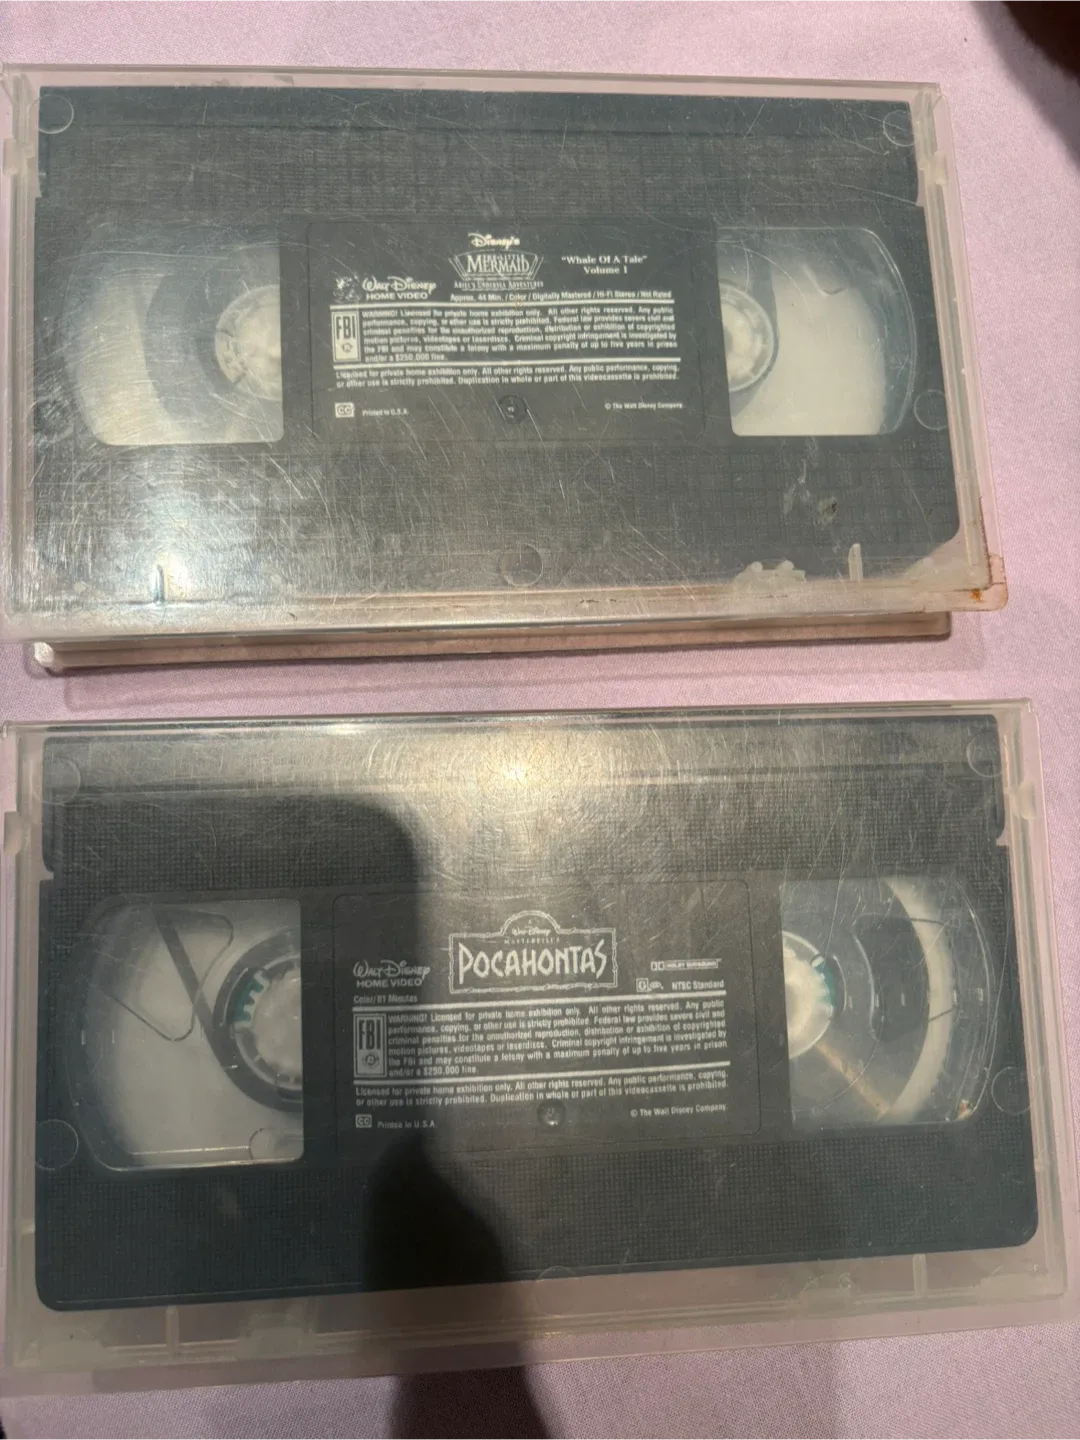 Disney's
THE LITTLE
MERMAID
ARIEL'S UNDERSEA ADVENTURES
"Whale Of A Tale"
Volume 1
WALT DISNEY
HOME VIDEO
Approx. 44 Min. / Color / Digitally Mastered / Hi-Fi Stereo / Not Rated
FBI
WARNING! Licensed for private home exhibition only. All other rights reserved. Any public
performance, copying, or other use is strictly prohibited. Federal law provides severe civil and
criminal penalties for the unauthorized reproduction, distribution or exhibition of copyrighted
motion pictures, videotapes or laserdiscs. Criminal copyright infringement is investigated by
the FBI and may constitute a felony with a maximum penalty of up to five years in prison
and/or a $250,000 fine.
Licensed for private home exhibition only. All other rights reserved. Any public performance, copying,
or other use is strictly prohibited. Duplication in whole or part of this videocassette is prohibited.
CC
Printed in U.S.A.
© The Walt Disney Company
Walt Disney
MASTERPIECE
POCAHONTAS
WALT DISNEY
HOME VIDEO
DOLBY SURROUND
G
NTSC Standard
Color/81 Minutes
FBI
WARNING! Licensed for private home exhibition only. All other rights reserved. Any public
performance, copying, or other use is strictly prohibited. Federal law provides severe civil and
criminal penalties for the unauthorized reproduction, distribution or exhibition of copyrighted
motion pictures, videotapes or laserdiscs. Criminal copyright infringement is investigated by
the FBI and may constitute a felony with a maximum penalty of up to five years in prison
and/or a $250,000 fine.
Licensed for private home exhibition only. All other rights reserved. Any public performance, copying,
or other use is strictly prohibited. Duplication in whole or part of this videocassette is prohibited.
CC
Printed in U.S.A.
© The Walt Disney Company